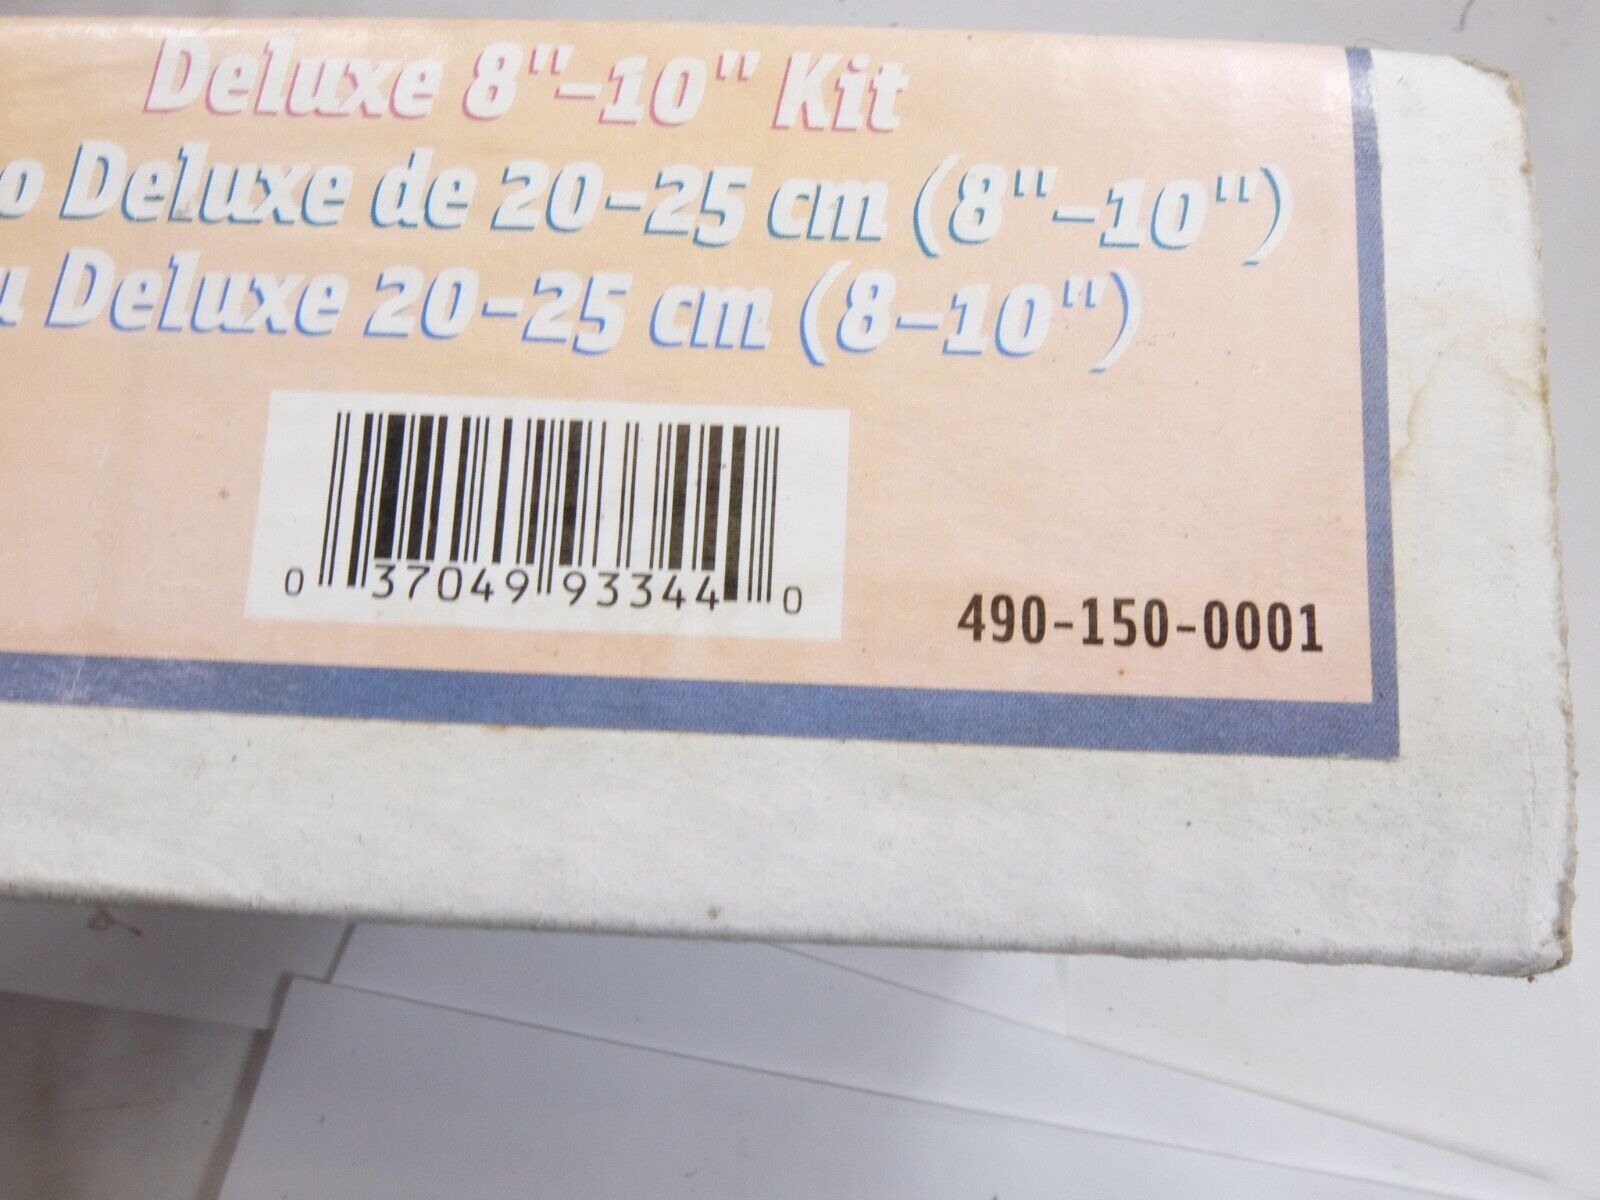 Deluxe 8"-10" Kit
Deluxe de 20-25 cm (8"-10")
Deluxe 20-25 cm (8-10")
0 37049 93344 0
490-150-0001